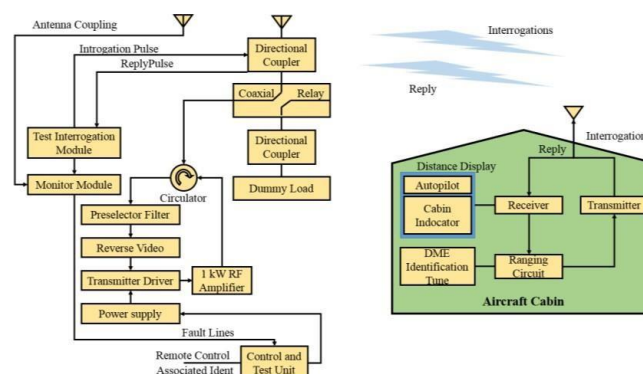 Antenna Coupling
Introgation Pulse
ReplyPulse
Directional
Coupler
Coaxial
Relay
Test Interrogation
Module
Directional
Coupler
Monitor Module
Circulator
Dummy Load
Preselector Filter
Reverse Video
Transmitter Driver
1 kW RF
Amplifier
Power supply
Fault Lines
Remote Control
Associated Ident
Control and
Test Unit
Interrogations
Reply
Interrogation
Reply
Distance Display
Autopilot
Cabin
Indocator
Receiver
Transmitter
DME
Identification
Tune
Ranging
Circuit
Aircraft Cabin